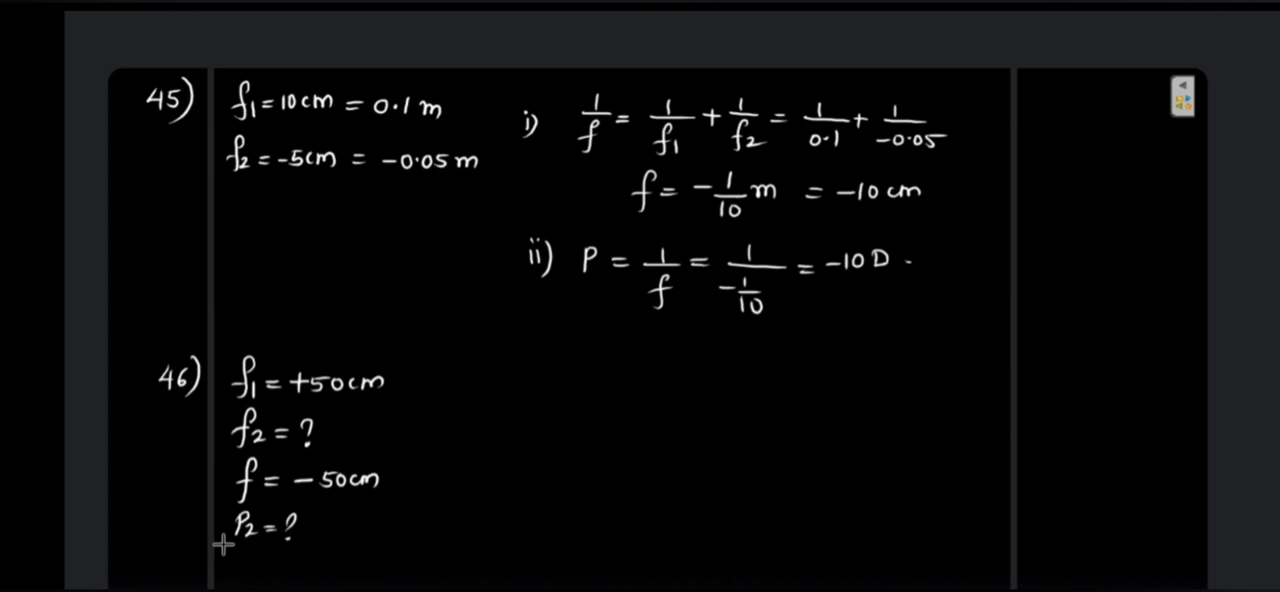 45) f₁ = 10 cm = 0.1 m
f₂ = -5 cm = -0.05 m
i) 1/f = 1/f₁ + 1/f₂ = 1/0.1 + 1/-0.05
f = -1/10 m = -10 cm
ii) P = 1/f = 1/(-1/10) = -10 D.
46) f₁ = +50 cm
f₂ = ?
f = - 50 cm
P₂ = ?